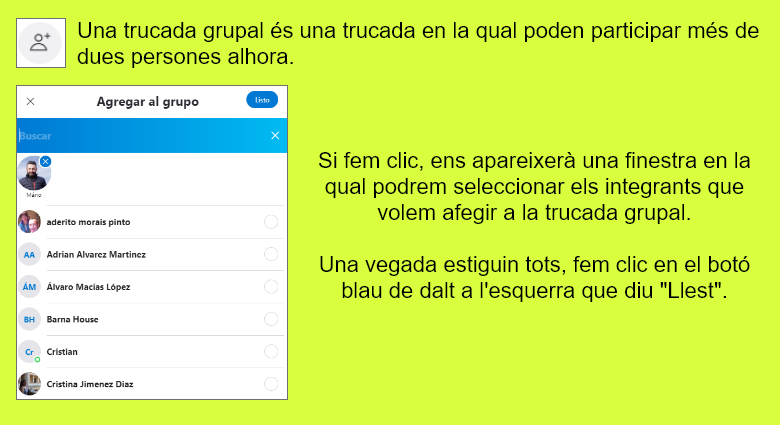 Una trucada grupal és una trucada en la qual poden participar més de
dues persones alhora.
Agregar al grupo
Listo
Buscar
Mário
aderito morais pinto
AA
Adrian Alvarez Martinez
ÁM
Álvaro Macías López
BH
Barna House
Cr
Cristian
Cristina Jimenez Diaz
Si fem clic, ens apareixerà una finestra en la
qual podrem seleccionar els integrants que
volem afegir a la trucada grupal.
Una vegada estiguin tots, fem clic en el botó
blau de dalt a l'esquerra que diu "Llest".